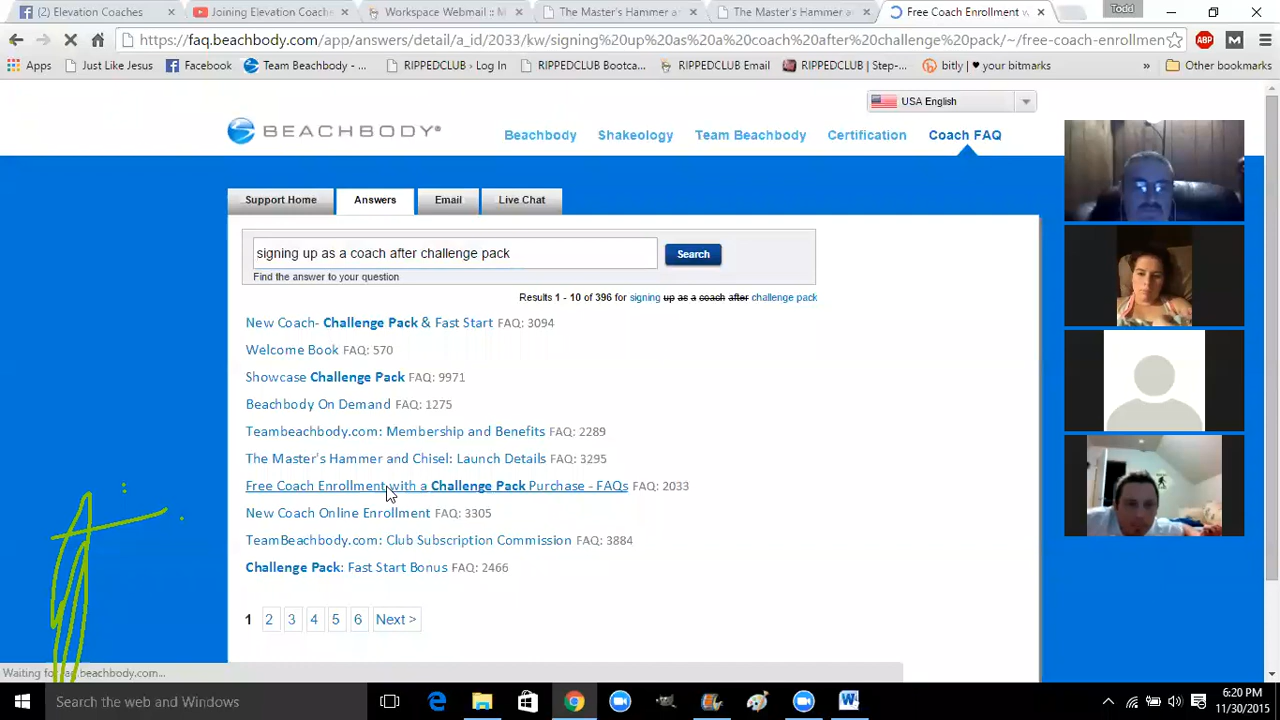 (2) Elevation Coaches
Joining Elevation Coache
Workspace Webmail :: M
The Master's Hammer a
The Master's Hammer a
Free Coach Enrollment w
Todd
https://faq.beachbody.com/app/answers/detail/a_id/2033/kw/signing%20up%20as%20a%20coach%20after%20challenge%20pack/~/free-coach-enrollmen
ABP
M
Apps
Just Like Jesus
Facebook
Team Beachbody - ...
RIPPEDCLUB › Log In
RIPPEDCLUB Bootca...
RIPPEDCLUB Email
RIPPEDCLUB | Step-...
bitly | ♥ your bitmarks
»
Other bookmarks
USA English
BEACHBODY®
Beachbody
Shakeology
Team Beachbody
Certification
Coach FAQ
Support Home
Answers
Email
Live Chat
signing up as a coach after challenge pack
Search
Find the answer to your question
Results 1 - 10 of 396 for signing up as a coach after challenge pack
New Coach- Challenge Pack & Fast Start FAQ: 3094
Welcome Book FAQ: 570
Showcase Challenge Pack FAQ: 9971
Beachbody On Demand FAQ: 1275
Teambeachbody.com: Membership and Benefits FAQ: 2289
The Master's Hammer and Chisel: Launch Details FAQ: 3295
Free Coach Enrollment with a Challenge Pack Purchase - FAQs FAQ: 2033
New Coach Online Enrollment FAQ: 3305
TeamBeachbody.com: Club Subscription Commission FAQ: 3884
Challenge Pack: Fast Start Bonus FAQ: 2466
1 2 3 4 5 6 Next >
Waiting for faq.beachbody.com...
Search the web and Windows
6:20 PM
11/30/2015